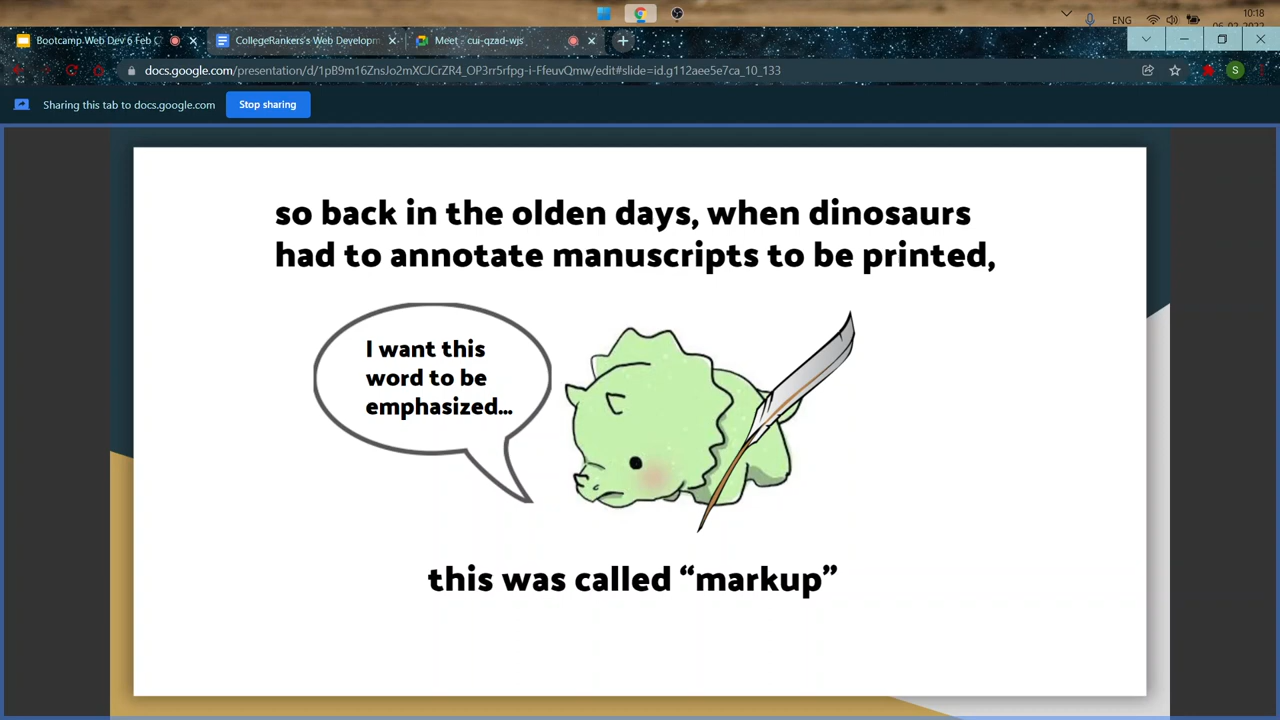 10:18
ENG
Bootcamp Web Dev 6 Feb C
CollegeRankers's Web Developm
Meet - cui-qzad-wjs
docs.google.com/presentation/d/1pB9m16ZnsJo2mXCJCrZR4_OP3rr5rfpg-i-FfeuvQmw/edit#slide=id.g112aee5e7ca_10_133
S
Sharing this tab to docs.google.com
Stop sharing
so back in the olden days, when dinosaurs
had to annotate manuscripts to be printed,
I want this
word to be
emphasized...
this was called “markup”